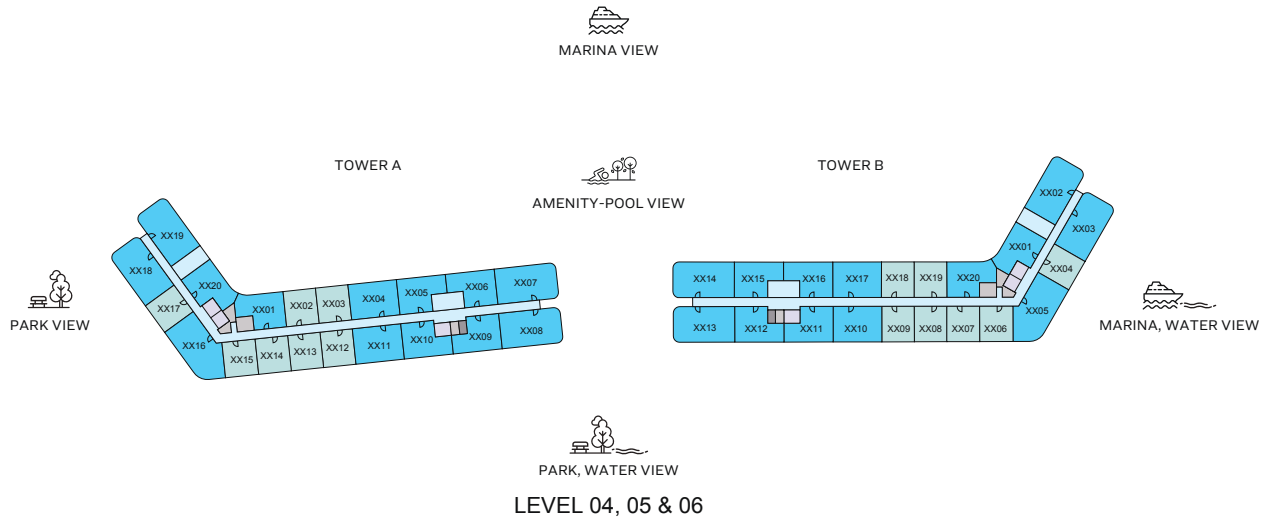 MARINA VIEW
TOWER A
TOWER B
AMENITY-POOL VIEW
XX19
XX18
XX20
XX17
XX16
XX01
XX02
XX03
XX04
XX05
XX06
XX07
XX15
XX14
XX13
XX12
XX11
XX10
XX09
XX08
XX02
XX03
XX01
XX04
XX05
XX14
XX15
XX16
XX17
XX18
XX19
XX20
XX13
XX12
XX11
XX10
XX09
XX08
XX07
XX06
PARK VIEW
MARINA, WATER VIEW
PARK, WATER VIEW
LEVEL 04, 05 & 06